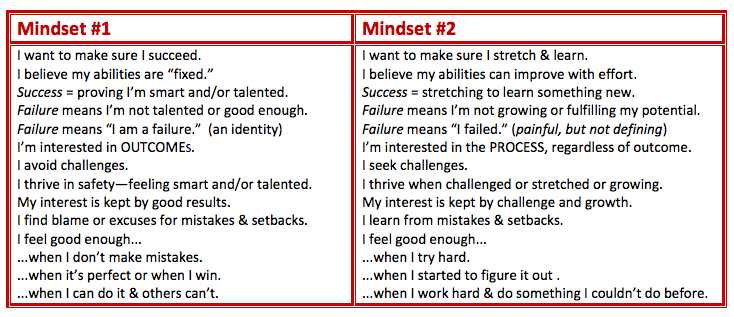 Mindset #1
I want to make sure I succeed.
I believe my abilities are “fixed.”
Success = proving I’m smart and/or talented.
Failure means I’m not talented or good enough.
Failure means “I am a failure.”  (an identity)
I’m interested in OUTCOMEs.
I avoid challenges.
I thrive in safety—feeling smart and/or talented.
My interest is kept by good results.
I find blame or excuses for mistakes & setbacks.
I feel good enough...
...when I don’t make mistakes.
...when it’s perfect or when I win.
...when I can do it & others can’t.
Mindset #2
I want to make sure I stretch & learn.
I believe my abilities can improve with effort.
Success = stretching to learn something new.
Failure means I’m not growing or fulfilling my potential.
Failure means “I failed.” (painful, but not defining)
I’m interested in the PROCESS, regardless of outcome.
I seek challenges.
I thrive when challenged or stretched or growing.
My interest is kept by challenge and growth.
I learn from mistakes & setbacks.
I feel good enough...
...when I try hard.
...when I started to figure it out .
...when I work hard & do something I couldn’t do before.